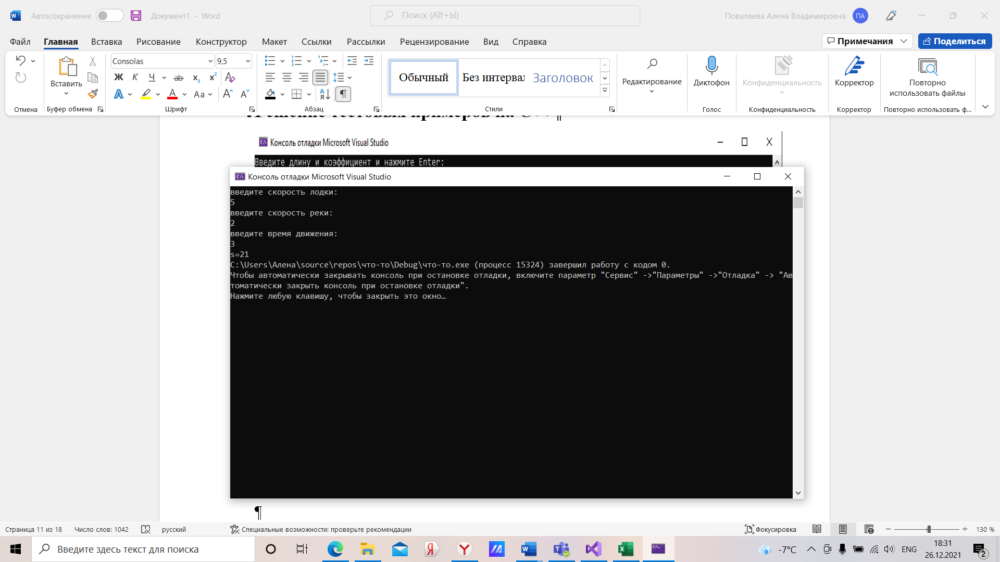 Автосохранение
Документ1 - Word
Поиск (Alt+Ы)
Поваляева Алена Владимировна
ПА
Файл
Главная
Вставка
Рисование
Конструктор
Макет
Ссылки
Рассылки
Рецензирование
Вид
Справка
Примечания
Поделиться
Вставить
Consolas
9,5
Обычный
Без интервал
Заголовок
Редактирование
Диктофон
Конфиденциальность
Корректор
Повторно
использовать файлы
Отмена
Буфер обмена
Шрифт
Абзац
Стили
Голос
Конфиденциальность
Корректор
Повторно использовать ф...
Решение тестовых примеров на C++¶
Консоль отладки Microsoft Visual Studio
Введите длину и коэффициент и нажмите Enter:
Консоль отладки Microsoft Visual Studio
введите скорость лодки:
5
введите скорость реки:
2
введите время движения:
3
s=21
C:\Users\Алена\source\repos\что-то\Debug\что-то.exe (процесс 15324) завершил работу с кодом 0.
Чтобы автоматически закрывать консоль при остановке отладки, включите параметр "Сервис" ->"Параметры" ->"Отладка" -> "Ав
томатически закрыть консоль при остановке отладки".
Нажмите любую клавишу, чтобы закрыть это окно…
¶
Страница 11 из 18
Число слов: 1042
русский
Специальные возможности: проверьте рекомендации
Фокусировка
130 %
Введите здесь текст для поиска
-7°C
ENG
18:31
26.12.2021
2